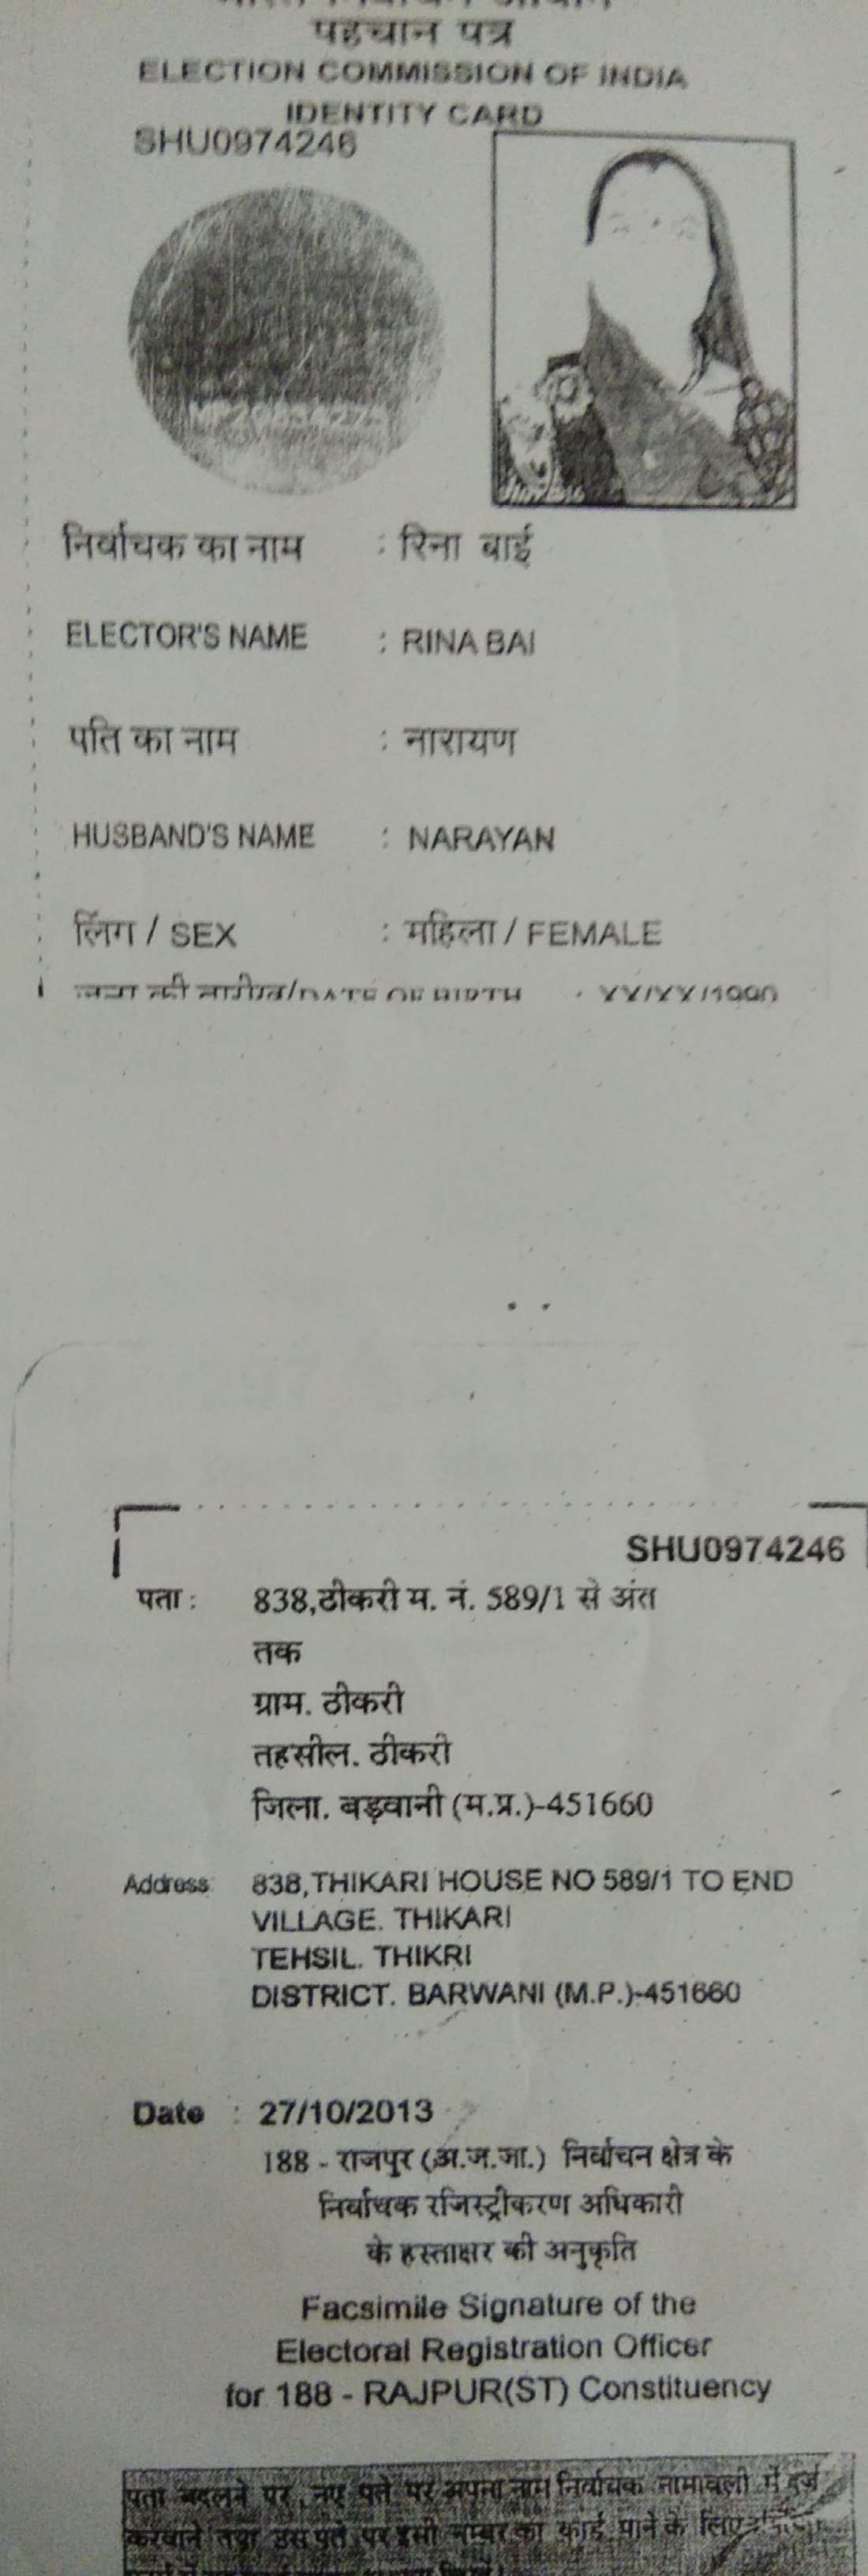 पहचान पत्र
ELECTION COMMISSION OF INDIA
IDENTITY CARD
SHU0974246
निर्वाचक का नाम : रिना बाई
ELECTOR'S NAME : RINA BAI
पति का नाम : नारायण
HUSBAND'S NAME : NARAYAN
लिंग / SEX : महिला / FEMALE
DATE OF BIRTH : XX/XX/1990
SHU0974246
पता : 838,ठीकरी म. नं. 589/1 से अंत
तक
ग्राम. ठीकरी
तहसील. ठीकरी
जिला. बड़वानी (म.प्र.)-451660
Address 838,THIKARI HOUSE NO 589/1 TO END
VILLAGE. THIKARI
TEHSIL. THIKRI
DISTRICT. BARWANI (M.P.)-451660
Date : 27/10/2013
188 - राजपुर (अ.ज.जा.) निर्वाचन क्षेत्र के
निर्वाचक रजिस्ट्रीकरण अधिकारी
के हस्ताक्षर की अनुकृति
Facsimile Signature of the
Electoral Registration Officer
for 188 - RAJPUR(ST) Constituency
पता बदलने पर, नए पते पर अपना नाम निर्वाचक नामावली में दर्ज
करवाने तथा उस पते पर इसी नम्बर का कार्ड पाने के लिए